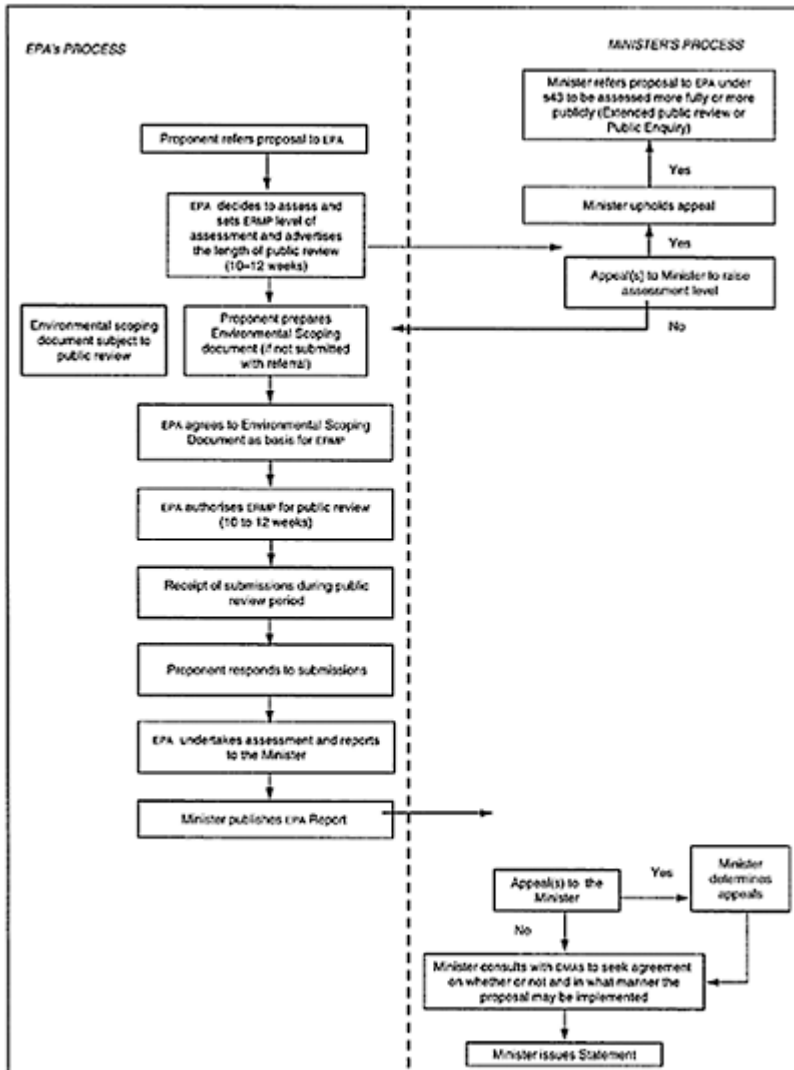 EPA's PROCESS
MINISTER'S PROCESS
Minister refers proposal to EPA under
s43 to be assessed more fully or more
publicly (Extended public review or
Public Enquiry)
Proponent refers proposal to EPA
Yes
EPA decides to assess and
sets ERMP level of
assessment and advertises
the length of public review
(10–12 weeks)
Minister upholds appeal
Yes
Appeal(s) to Minister to raise
assessment level
No
Environmental scoping
document subject to
public review
Proponent prepares
Environmental Scoping
document (if not submitted
with referral)
EPA agrees to Environmental Scoping
Document as basis for ERMP
EPA authorises ERMP for public review
(10 to 12 weeks)
Receipt of submissions during public
review period
Proponent responds to submissions
EPA undertakes assessment and reports
to the Minister
Minister publishes EPA Report
Appeal(s) to the
Minister
Yes
Minister
determines
appeals
No
Minister consults with DMAs to seek agreement
on whether or not and in what manner the
proposal may be implemented
Minister issues Statement